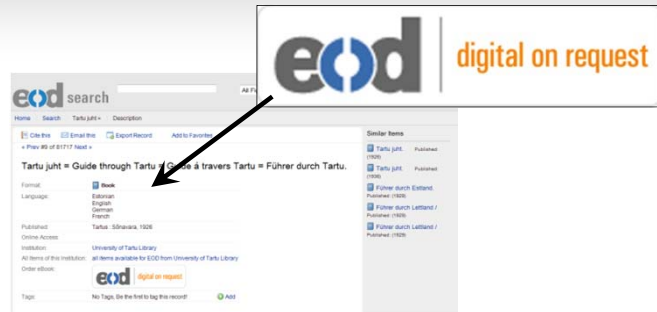 eod | digital on request
eod search
All Fi
Home Search Tartu juht = Description
Cite this Email this Export Record Add to Favorites
« Prev #9 of 81717 Next »
Tartu juht = Guide through Tartu = Guide á travers Tartu = Führer durch Tartu.
Format: Book
Language: Estonian
English
German
French
Published: Tartus : Sõnavara, 1926
Online Access:
Institution: University of Tartu Library
All items of this Institution: all items available for EOD from University of Tartu Library
Order eBook: eod digital on request
Tags: No Tags, Be the first to tag this record! Add
Similar Items
Tartu juht. Published:
Tartu juht. Published:
Führer durch Estland.
Published: (1929)
Führer durch Lettland /
Published: (1929)
Führer durch Lettland /
Published: (1929)